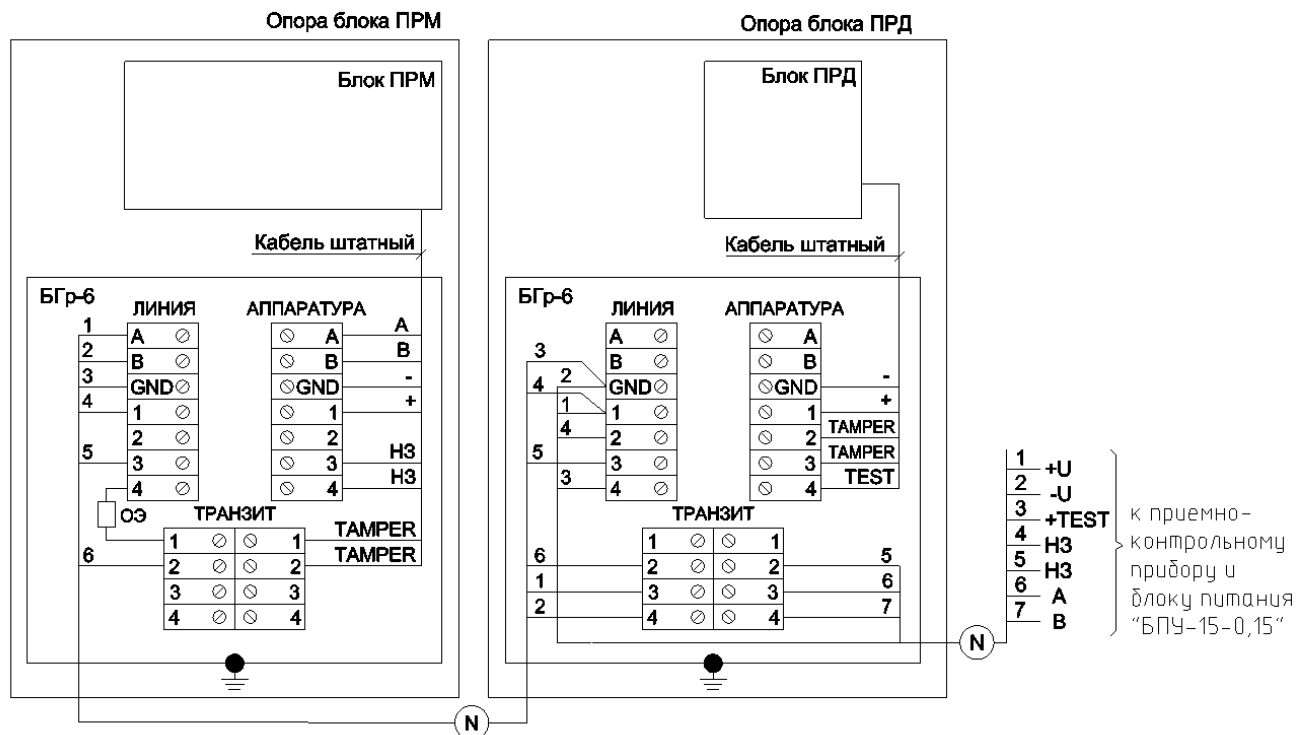 Опора блока ПРМ
Блок ПРМ
Кабель штатный
БГр-6
ЛИНИЯ
АППАРАТУРА
1
A
A
A
2
B
B
B
3
GND
GND
-
4
1
1
+
2
2
5
3
3
НЗ
4
4
НЗ
ОЭ
ТРАНЗИТ
1
1
TAMPER
6
2
2
TAMPER
3
3
4
4
N
Опора блока ПРД
Блок ПРД
Кабель штатный
БГр-6
ЛИНИЯ
АППАРАТУРА
A
A
3
B
B
2
GND
GND
-
4
1
1
1
+
4
2
2
TAMPER
5
3
3
TAMPER
3
4
4
TEST
ТРАНЗИТ
1
1
6
2
2
5
1
3
3
6
2
4
4
7
N
1 +U
2 -U
3 +TEST
4 НЗ
5 НЗ
6 A
7 B
к приемно-
контрольному
прибору и
блоку питания
"БПУ-15-0,15"